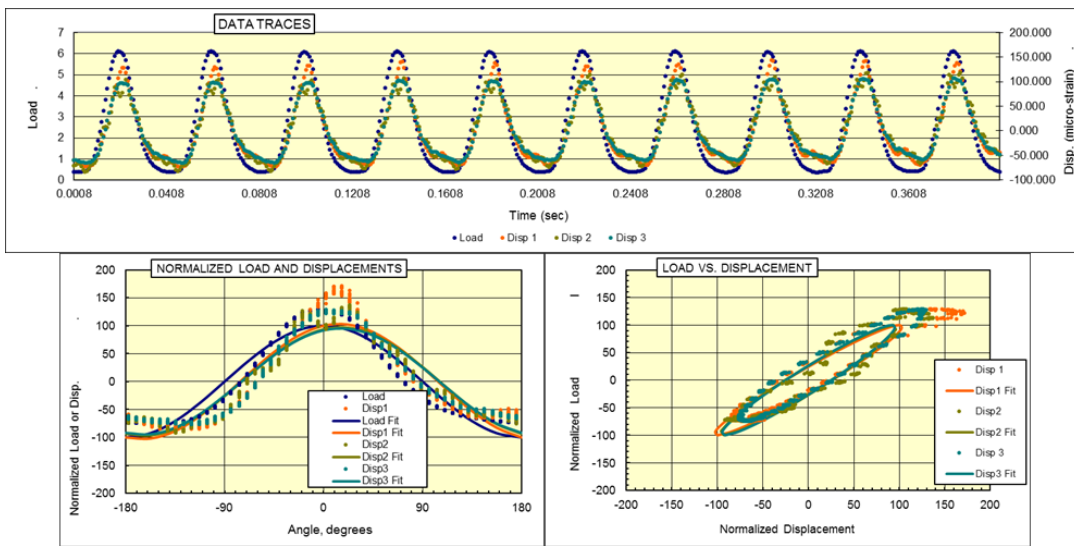 DATA TRACES
7
6
5
4
3
2
1
0
Load
200.000
150.000
100.000
50.000
0.000
-50.000
-100.000
Disp. (micro-strain)
0.0008 0.0408 0.0808 0.1208 0.1608 0.2008 0.2408 0.2808 0.3208 0.3608
Time (sec)
Load Disp 1 Disp 2 Disp 3
NORMALIZED LOAD AND DISPLACEMENTS
200
150
100
50
0
-50
-100
-150
-200
Normalized Load or Disp.
Load
Disp1
Load Fit
Disp1 Fit
Disp2
Disp2 Fit
Disp3
Disp3 Fit
-180 -90 0 90 180
Angle, degrees
LOAD VS. DISPLACEMENT
200
150
100
50
0
-50
-100
-150
-200
Normalized Load
Disp 1
Disp1 Fit
Disp2
Disp2 Fit
Disp 3
Disp3 Fit
-200 -150 -100 -50 0 50 100 150 200
Normalized Displacement